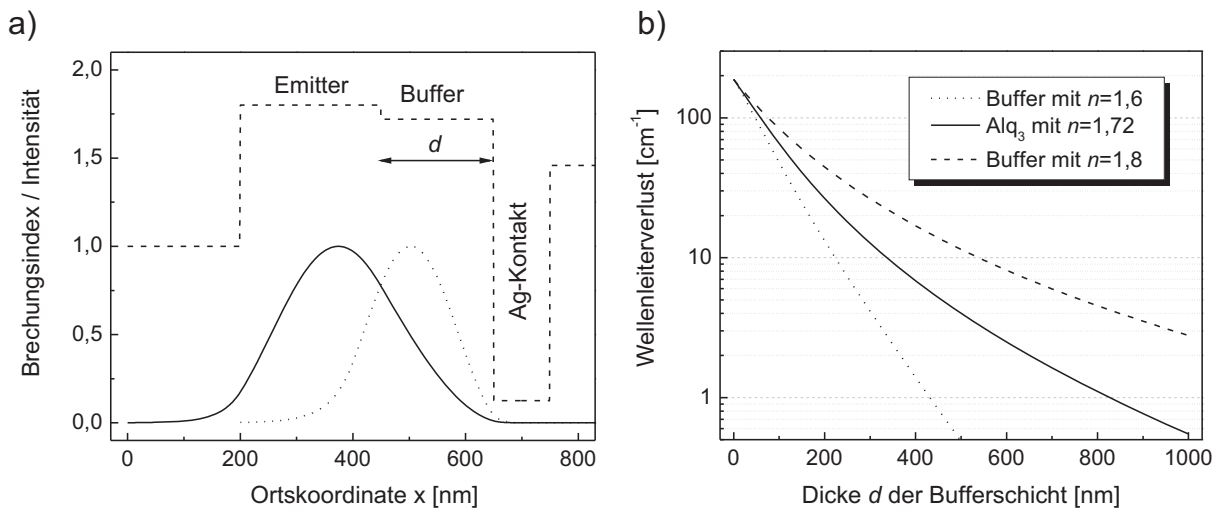 a)
Brechungsindex / Intensität
2,0
1,5
1,0
0,5
0,0
Emitter
Buffer
d
Ag-Kontakt
0
200
400
600
800
Ortskoordinate x [nm]
b)
Wellenleiterverlust [cm⁻¹]
100
10
1
Buffer mit n=1,6
Alq₃ mit n=1,72
Buffer mit n=1,8
0
200
400
600
800
1000
Dicke d der Bufferschicht [nm]